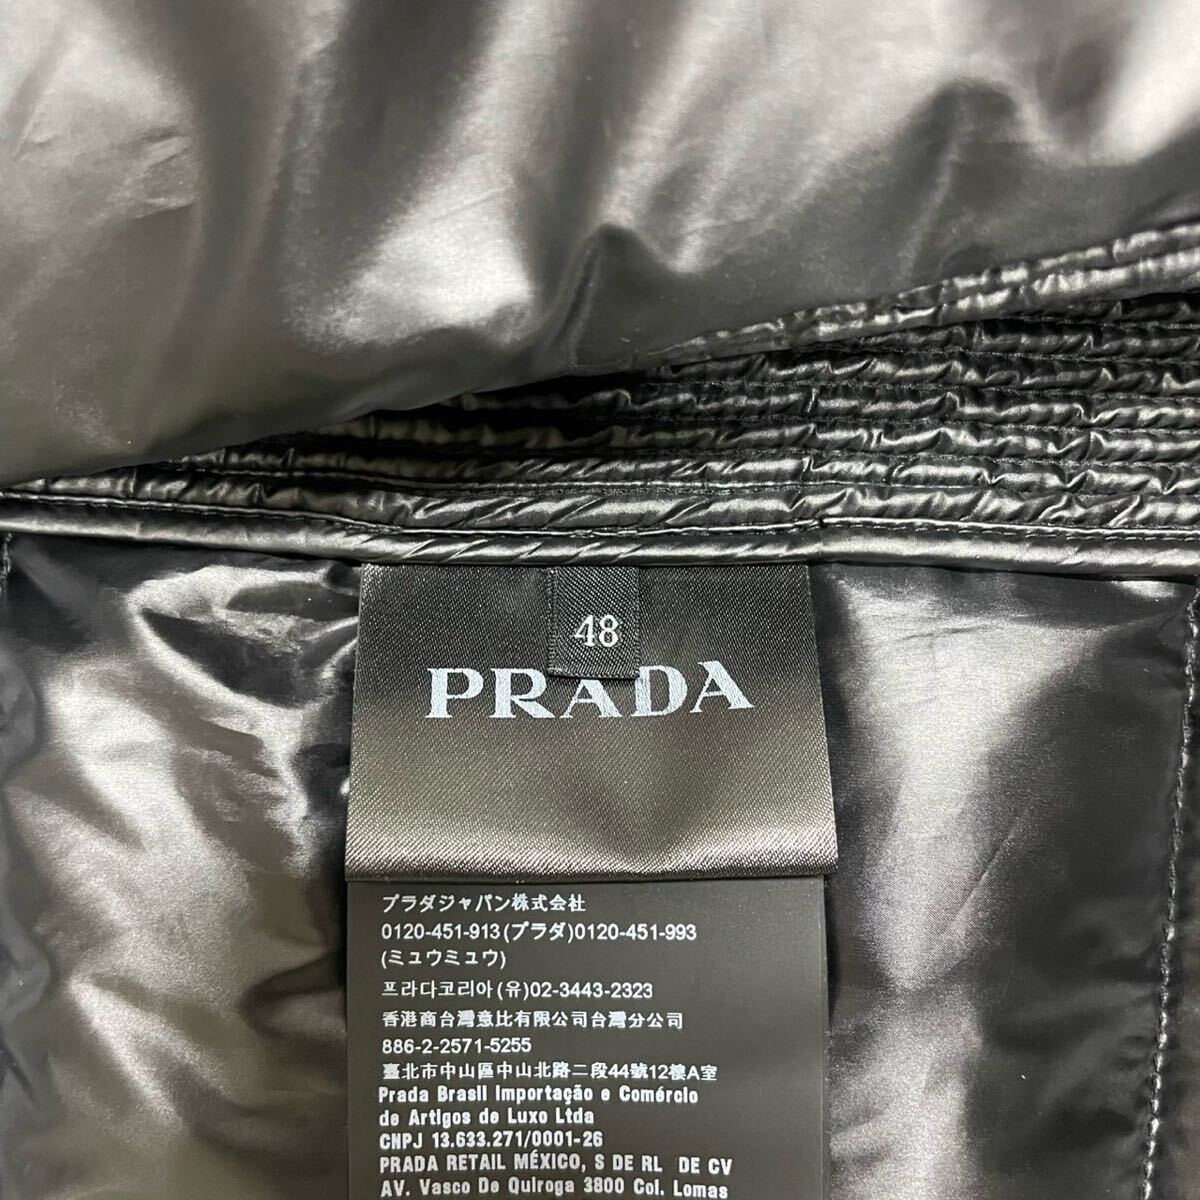 48
PRADA
プラダジャパン株式会社
0120-451-913(プラダ)0120-451-993
(ミュウミュウ)
프라다코리아(유)02-3443-2323
香港商台灣意比有限公司台灣分公司
886-2-2571-5255
臺北市中山區中山北路二段44號12樓A室
Prada Brasil Importação e Comércio
de Artigos de Luxo Ltda
CNPJ 13.633.271/0001-26
PRADA RETAIL MÉXICO, S DE RL DE CV
AV. Vasco De Quiroga 3800 Col. Lomas